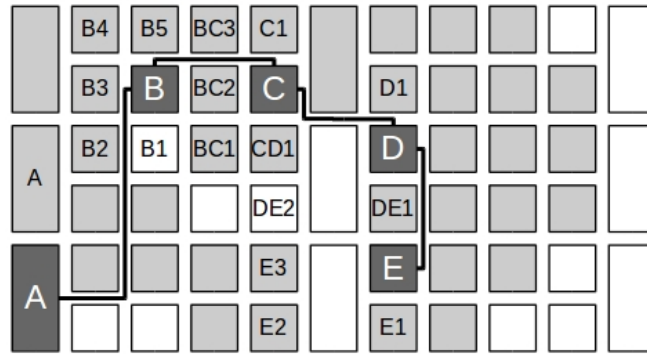 B4 B5 BC3 C1
B3 B BC2 C D1
B2 B1 BC1 CD1 D
A
DE2 DE1
E3 E
A
E2 E1